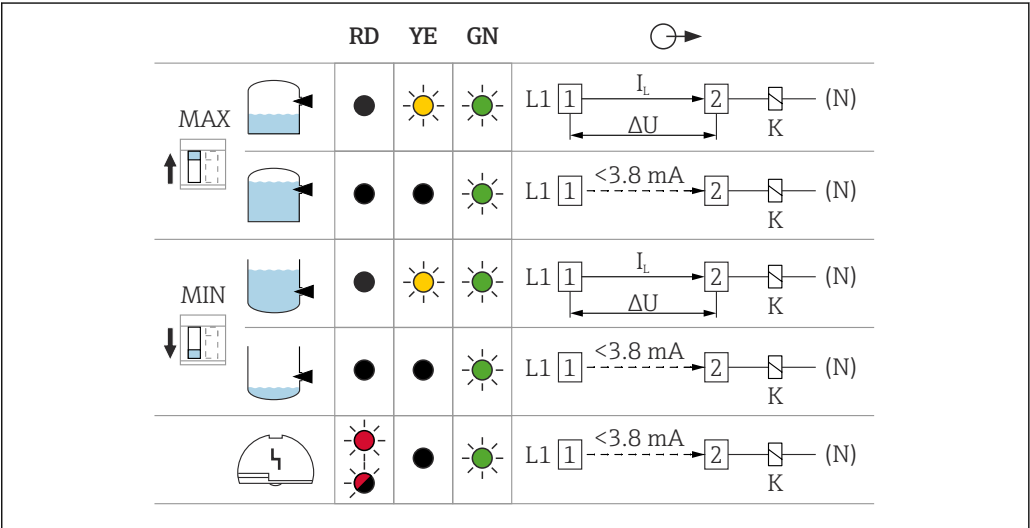 RD YE GN
MAX
L1 1 I_L 2 (N)
ΔU K
L1 1 <3.8 mA 2 (N)
K
MIN
L1 1 I_L 2 (N)
ΔU K
L1 1 <3.8 mA 2 (N)
K
L1 1 <3.8 mA 2 (N)
K